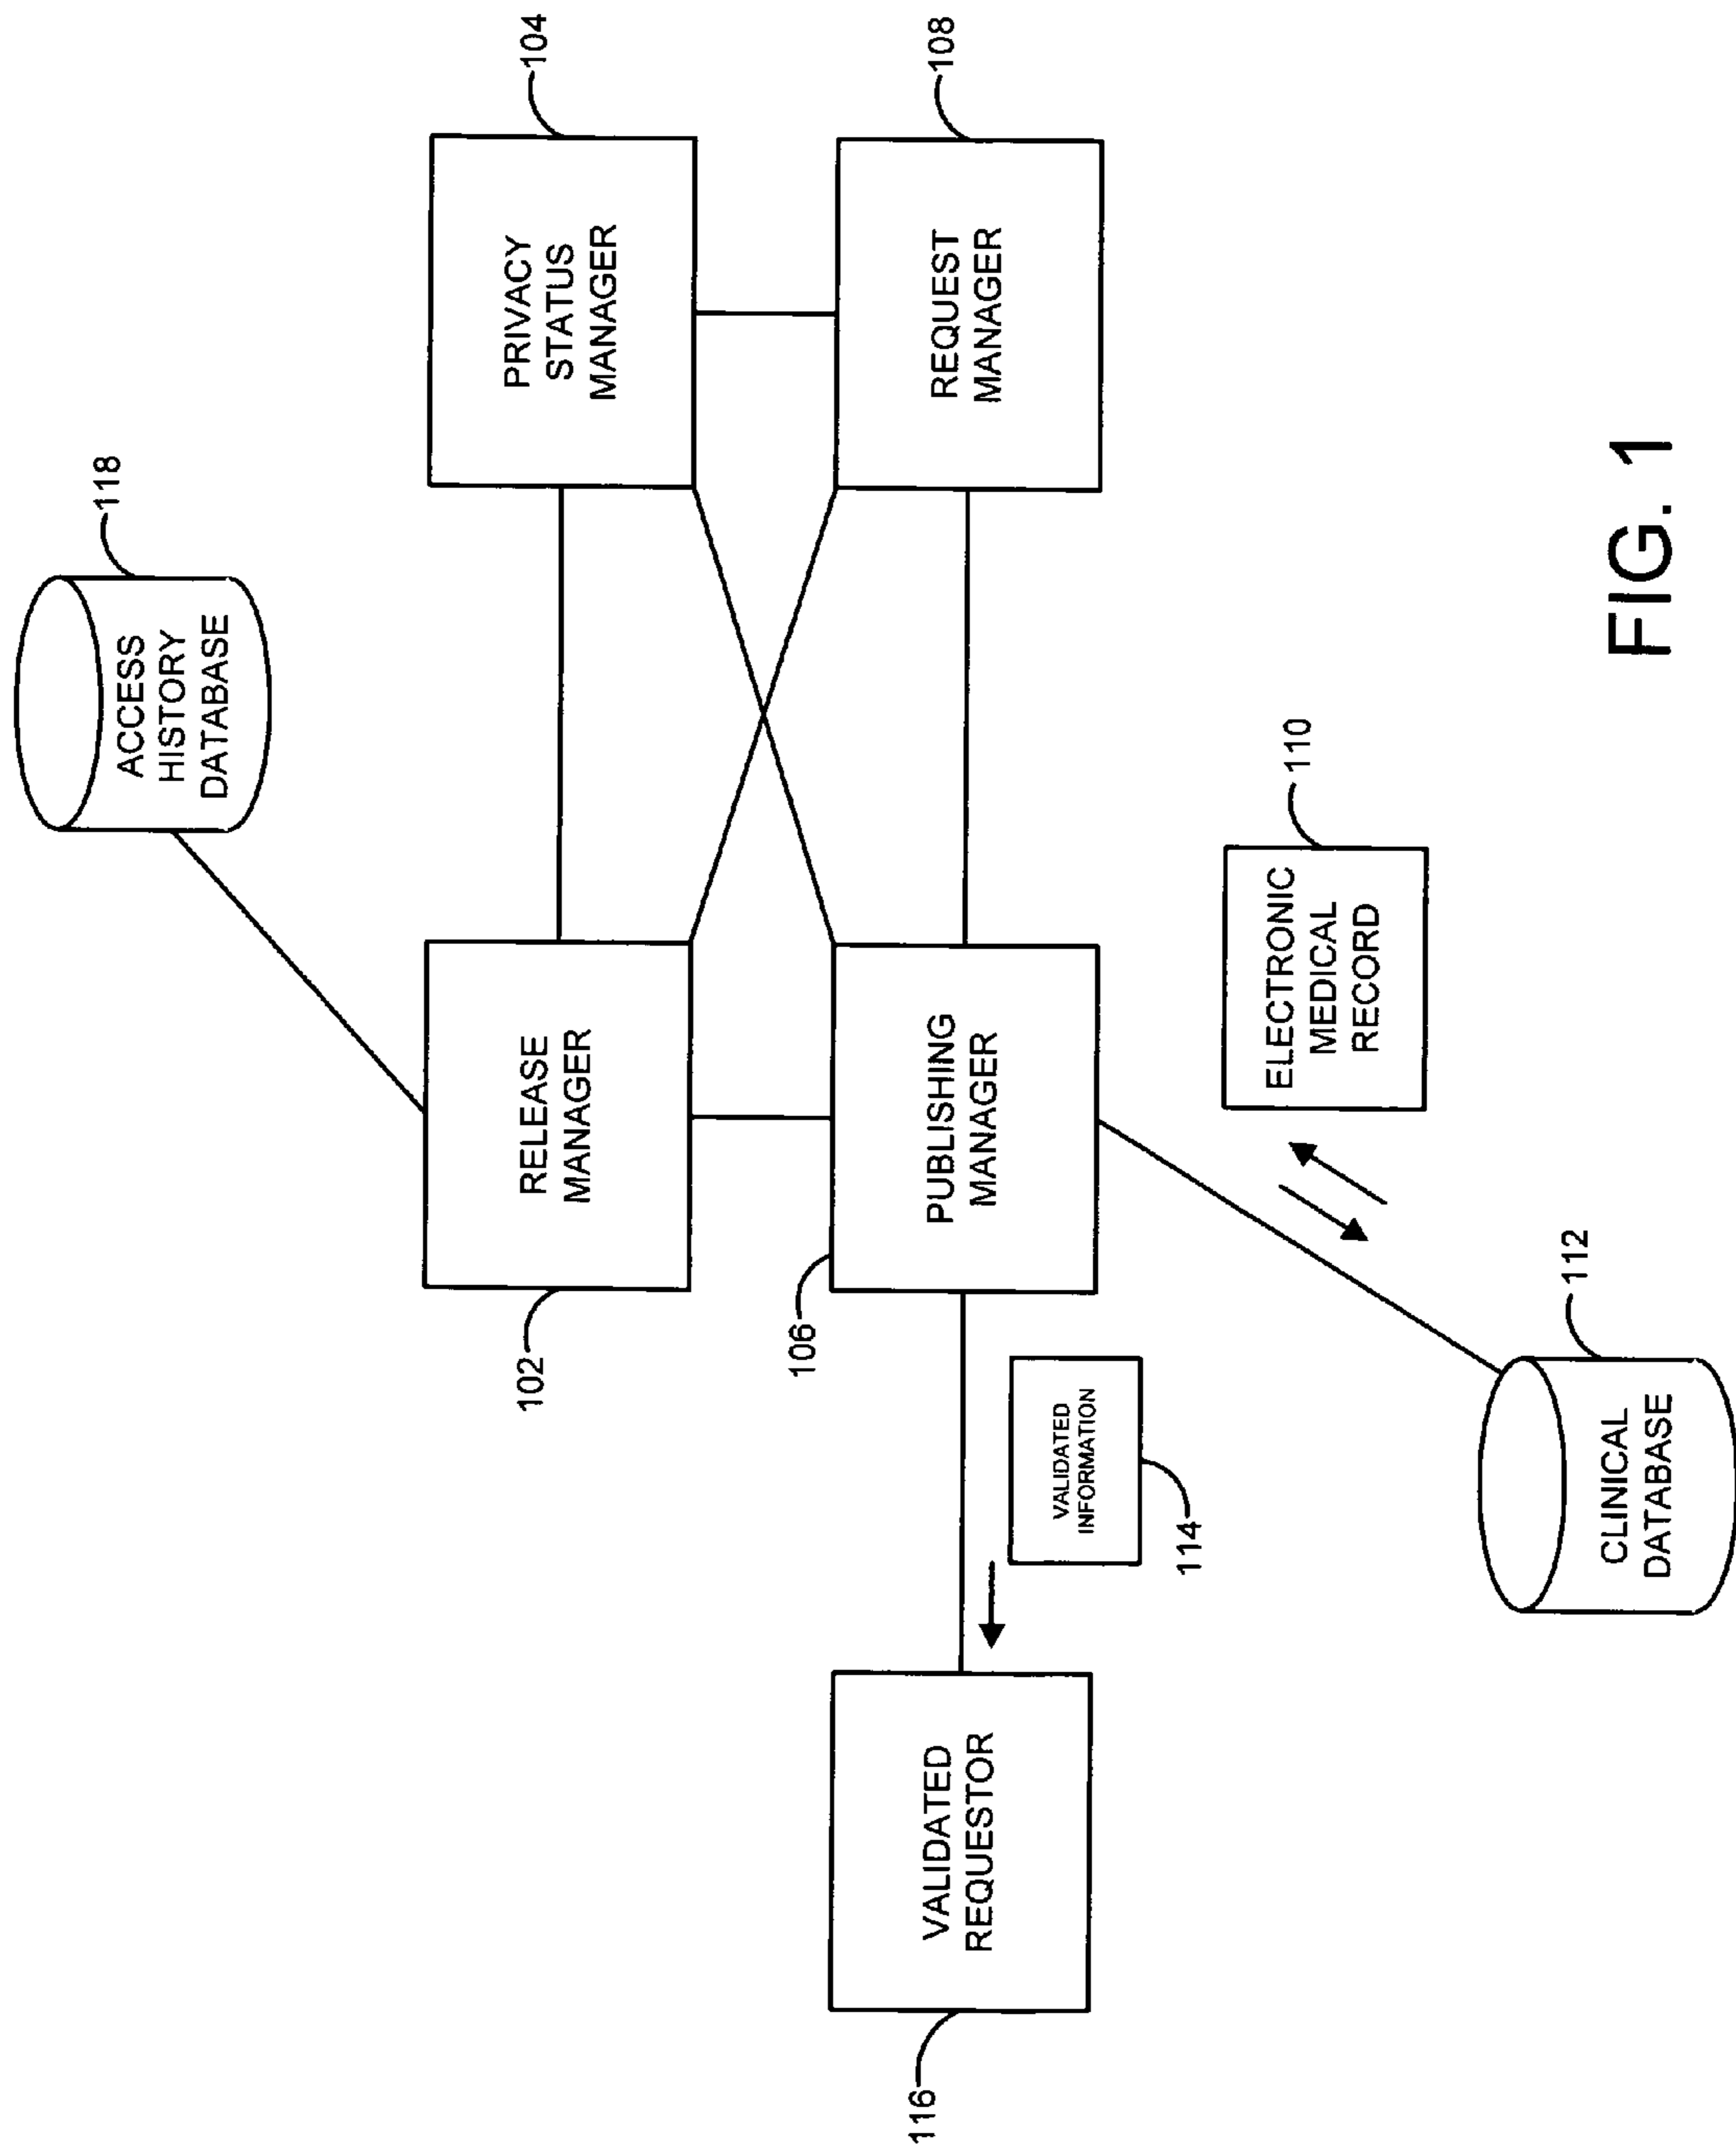 118
ACCESS
HISTORY
DATABASE
104
PRIVACY
STATUS
MANAGER
102
RELEASE
MANAGER
108
REQUEST
MANAGER
106
PUBLISHING
MANAGER
116
VALIDATED
REQUESTOR
VALIDATED
INFORMATION
114
110
ELECTRONIC
MEDICAL
RECORD
112
CLINICAL
DATABASE
FIG. 1